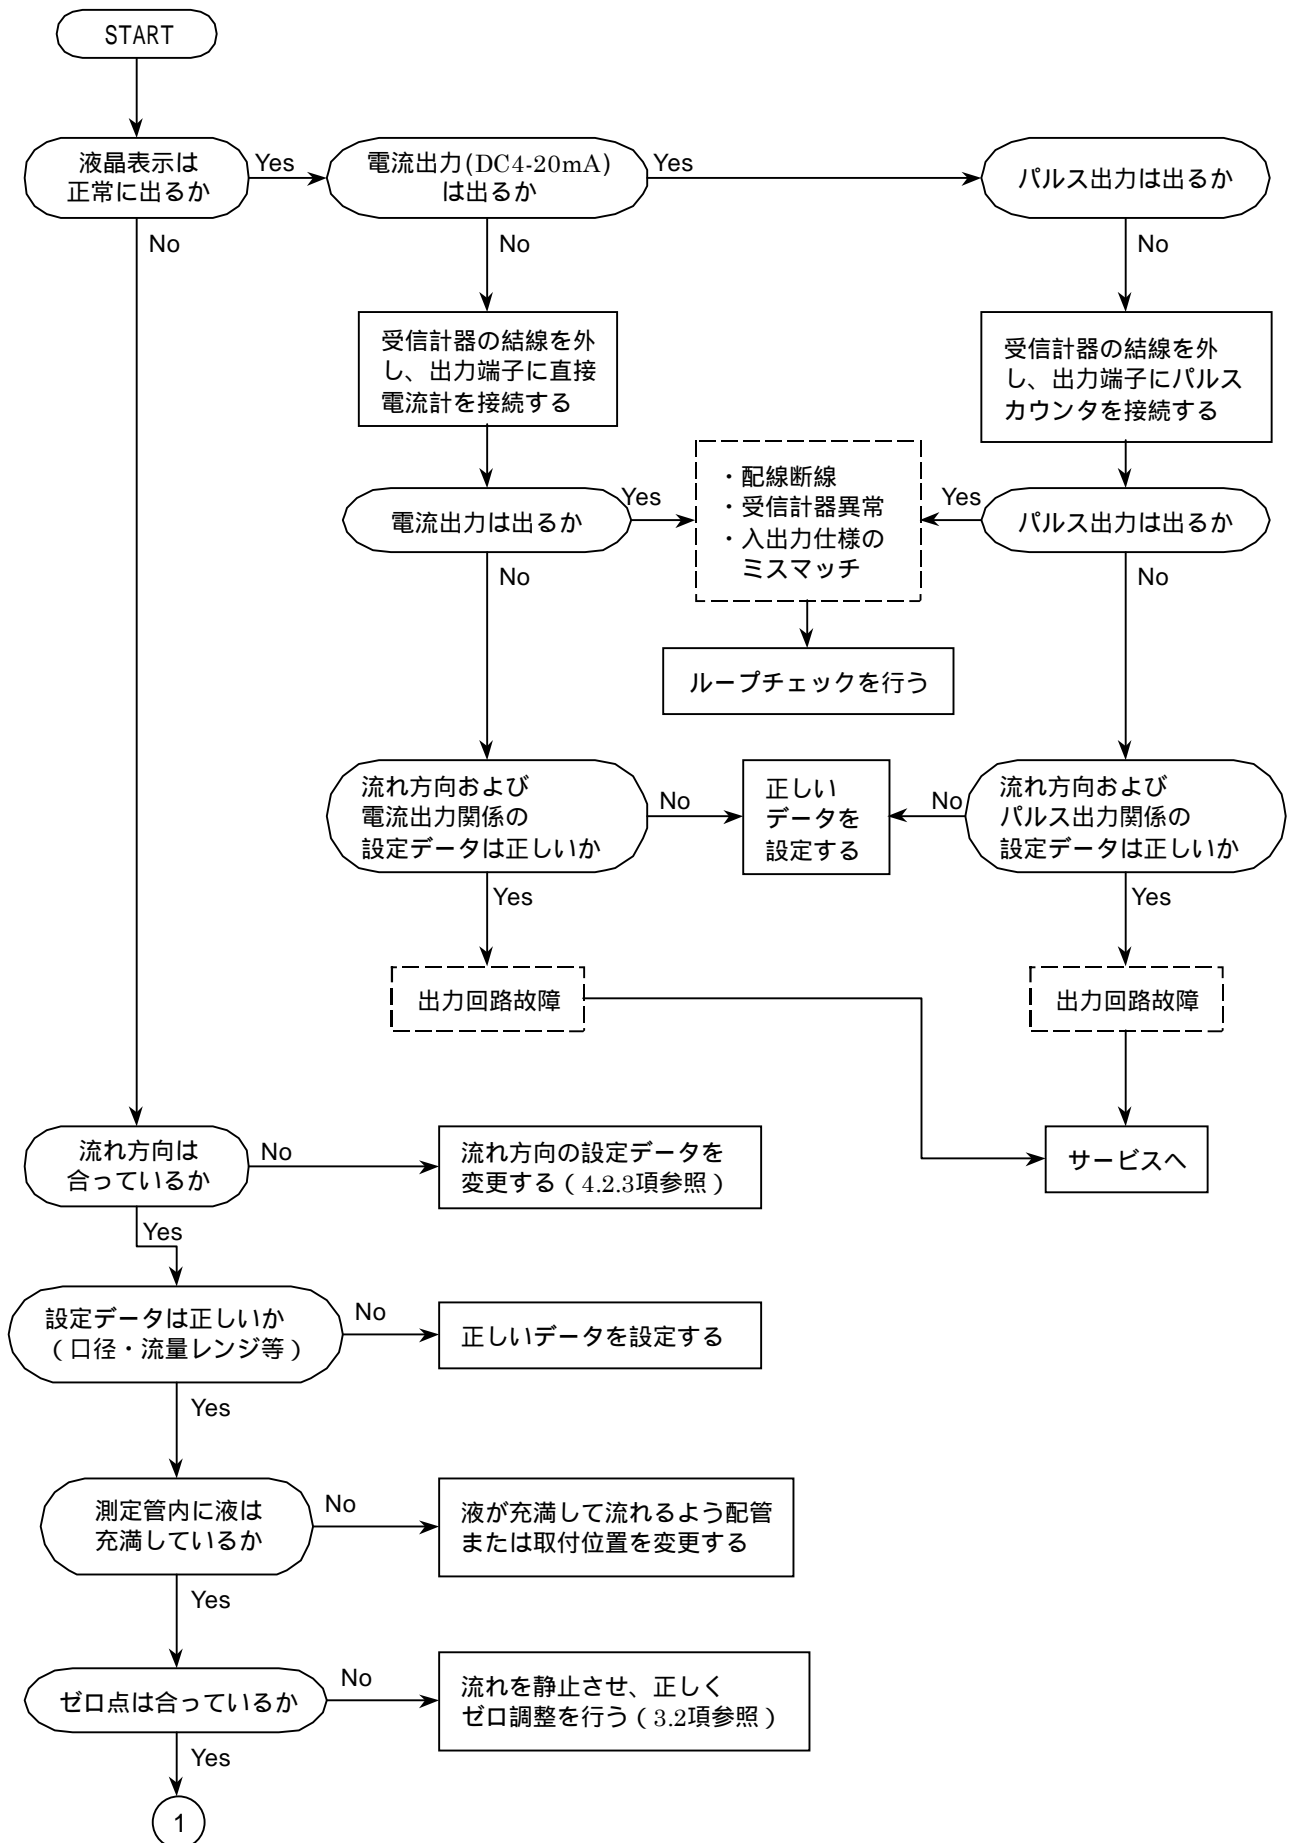 START
液晶表示は
正常に出るか
Yes
電流出力(DC4-20mA)
は出るか
Yes
パルス出力は出るか
No
No
No
受信計器の結線を外
し、出力端子に直接
電流計を接続する
受信計器の結線を外
し、出力端子にパルス
カウンタを接続する
電流出力は出るか
Yes
・配線断線
・受信計器異常
・入出力仕様の
ミスマッチ
Yes
パルス出力は出るか
No
No
ループチェックを行う
流れ方向および
電流出力関係の
設定データは正しいか
No
正しい
データを
設定する
No
流れ方向および
パルス出力関係の
設定データは正しいか
Yes
Yes
出力回路故障
出力回路故障
流れ方向は
合っているか
No
流れ方向の設定データを
変更する(4.2.3項参照)
サービスへ
Yes
設定データは正しいか
(口径・流量レンジ等)
No
正しいデータを設定する
Yes
測定管内に液は
充満しているか
No
液が充満して流れるよう配管
または取付位置を変更する
Yes
ゼロ点は合っているか
No
流れを静止させ、正しく
ゼロ調整を行う(3.2項参照)
Yes
1